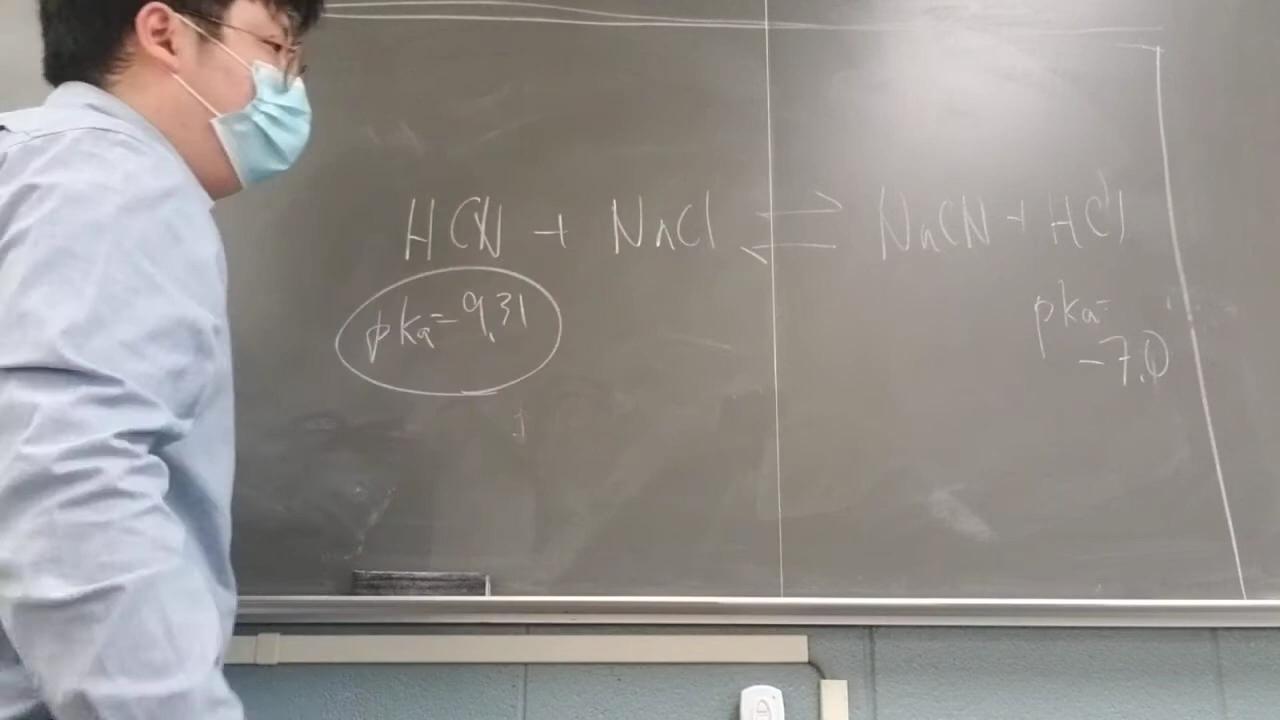 HCN + NaCl ⇌ NaCN + HCl
pka=9.31
pka=
-7.0